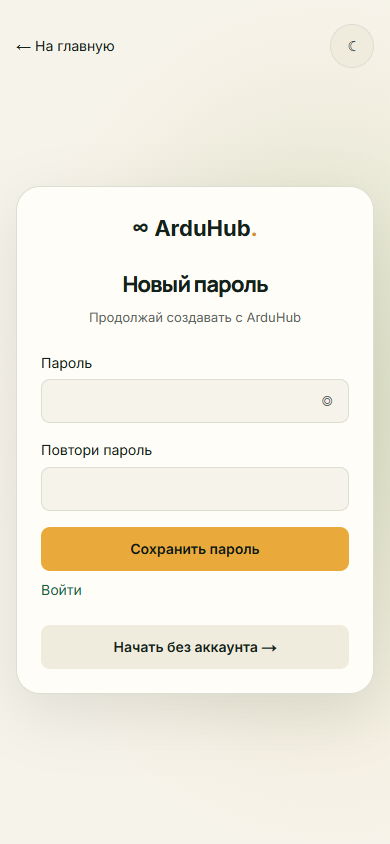 ← На главную
☾
∞ ArduHub.
Новый пароль
Продолжай создавать с ArduHub
Пароль
◎
Повтори пароль
Сохранить пароль
Войти
Начать без аккаунта →